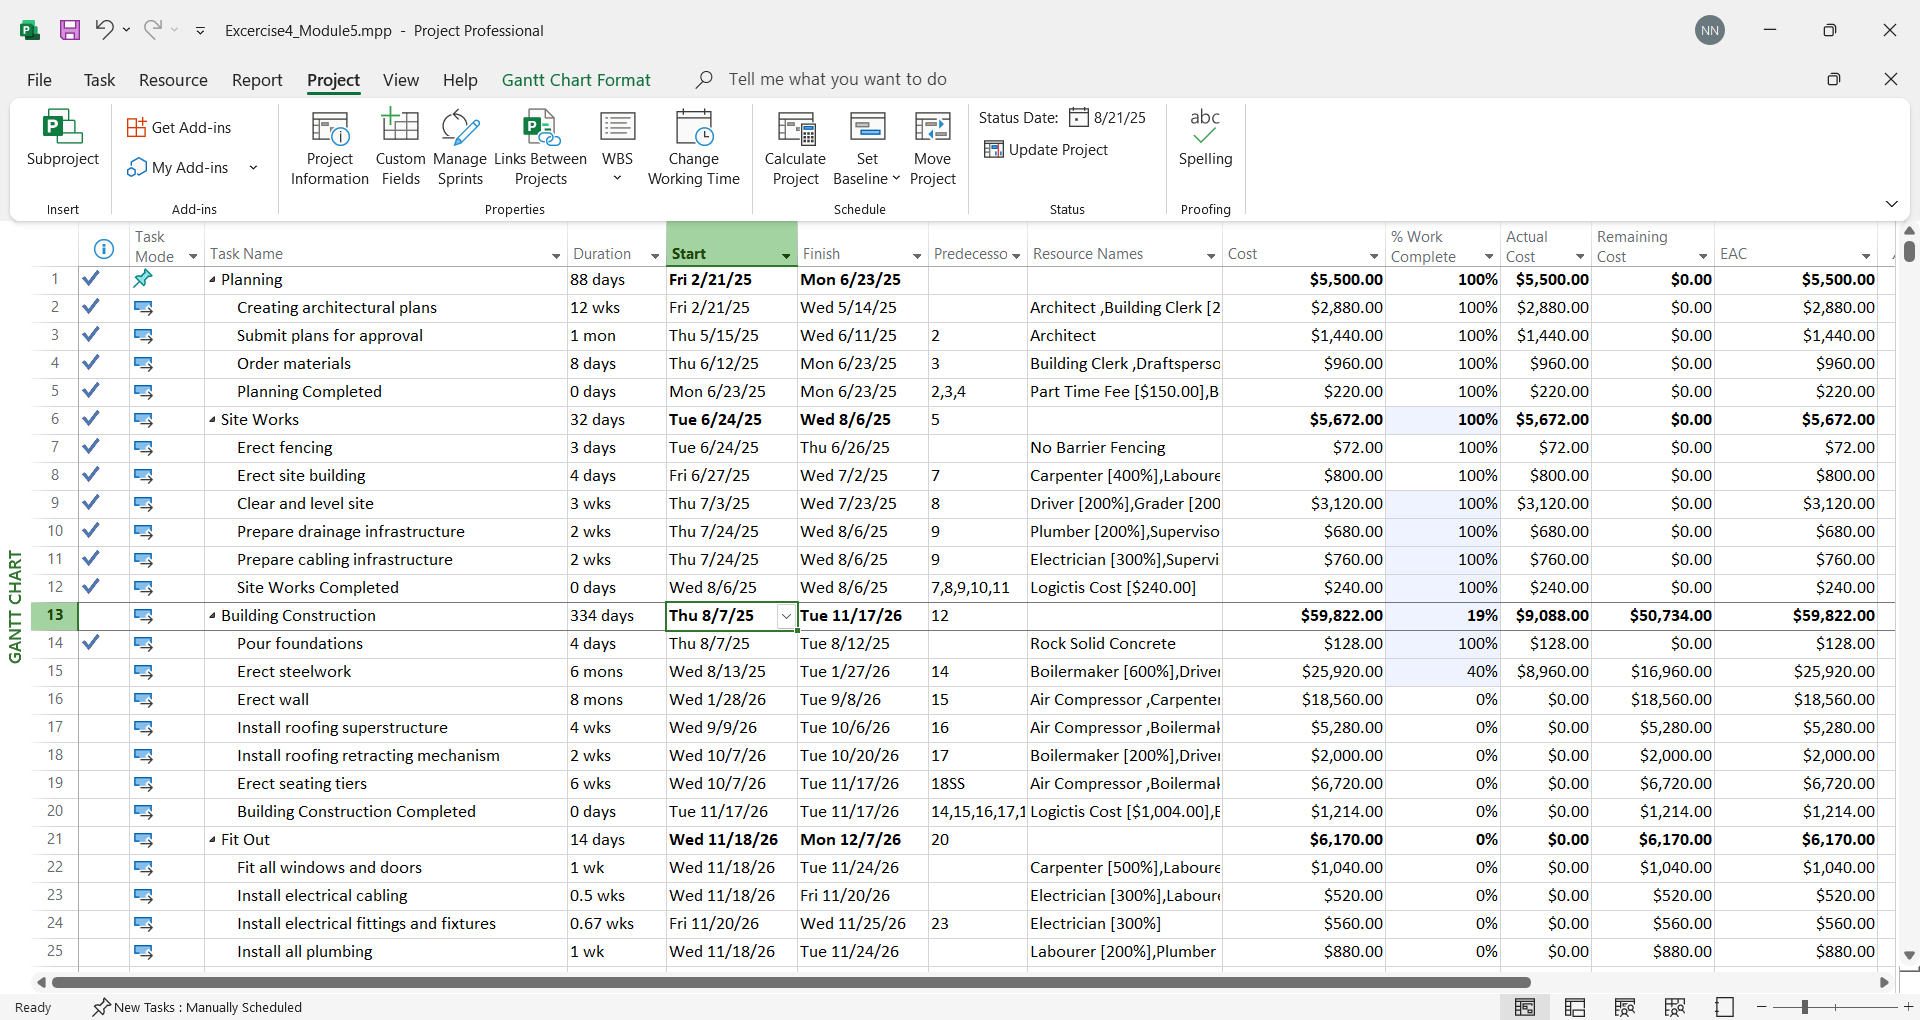 Excercise4_Module5.mpp - Project Professional
NN
File Task Resource Report Project View Help Gantt Chart Format Tell me what you want to do
Subproject
Insert
Get Add-ins
My Add-ins
Add-ins
Project Information
Custom Fields
Manage Sprints
Links Between Projects
WBS
Change Working Time
Properties
Calculate Project
Set Baseline
Move Project
Schedule
Status Date: 8/21/25
Update Project
Status
abc
Spelling
Proofing
GANTT CHART
Task Mode Task Name Duration Start Finish Predecesso Resource Names Cost % Work Complete Actual Cost Remaining Cost EAC
1 Planning 88 days Fri 2/21/25 Mon 6/23/25 $5,500.00 100% $5,500.00 $0.00 $5,500.00
2 Creating architectural plans 12 wks Fri 2/21/25 Wed 5/14/25 Architect ,Building Clerk [2 $2,880.00 100% $2,880.00 $0.00 $2,880.00
3 Submit plans for approval 1 mon Thu 5/15/25 Wed 6/11/25 2 Architect $1,440.00 100% $1,440.00 $0.00 $1,440.00
4 Order materials 8 days Thu 6/12/25 Mon 6/23/25 3 Building Clerk ,Draftsperso $960.00 100% $960.00 $0.00 $960.00
5 Planning Completed 0 days Mon 6/23/25 Mon 6/23/25 2,3,4 Part Time Fee [$150.00],B $220.00 100% $220.00 $0.00 $220.00
6 Site Works 32 days Tue 6/24/25 Wed 8/6/25 5 $5,672.00 100% $5,672.00 $0.00 $5,672.00
7 Erect fencing 3 days Tue 6/24/25 Thu 6/26/25 No Barrier Fencing $72.00 100% $72.00 $0.00 $72.00
8 Erect site building 4 days Fri 6/27/25 Wed 7/2/25 7 Carpenter [400%],Laboure $800.00 100% $800.00 $0.00 $800.00
9 Clear and level site 3 wks Thu 7/3/25 Wed 7/23/25 8 Driver [200%],Grader [200 $3,120.00 100% $3,120.00 $0.00 $3,120.00
10 Prepare drainage infrastructure 2 wks Thu 7/24/25 Wed 8/6/25 9 Plumber [200%],Superviso $680.00 100% $680.00 $0.00 $680.00
11 Prepare cabling infrastructure 2 wks Thu 7/24/25 Wed 8/6/25 9 Electrician [300%],Supervi $760.00 100% $760.00 $0.00 $760.00
12 Site Works Completed 0 days Wed 8/6/25 Wed 8/6/25 7,8,9,10,11 Logictis Cost [$240.00] $240.00 100% $240.00 $0.00 $240.00
13 Building Construction 334 days Thu 8/7/25 Tue 11/17/26 12 $59,822.00 19% $9,088.00 $50,734.00 $59,822.00
14 Pour foundations 4 days Thu 8/7/25 Tue 8/12/25 Rock Solid Concrete $128.00 100% $128.00 $0.00 $128.00
15 Erect steelwork 6 mons Wed 8/13/25 Tue 1/27/26 14 Boilermaker [600%],Driver $25,920.00 40% $8,960.00 $16,960.00 $25,920.00
16 Erect wall 8 mons Wed 1/28/26 Tue 9/8/26 15 Air Compressor ,Carpenter $18,560.00 0% $0.00 $18,560.00 $18,560.00
17 Install roofing superstructure 4 wks Wed 9/9/26 Tue 10/6/26 16 Air Compressor ,Boilermak $5,280.00 0% $0.00 $5,280.00 $5,280.00
18 Install roofing retracting mechanism 2 wks Wed 10/7/26 Tue 10/20/26 17 Boilermaker [200%],Driver $2,000.00 0% $0.00 $2,000.00 $2,000.00
19 Erect seating tiers 6 wks Wed 10/7/26 Tue 11/17/26 18SS Air Compressor ,Boilermak $6,720.00 0% $0.00 $6,720.00 $6,720.00
20 Building Construction Completed 0 days Tue 11/17/26 Tue 11/17/26 14,15,16,17,1 Logictis Cost [$1,004.00],E $1,214.00 0% $0.00 $1,214.00 $1,214.00
21 Fit Out 14 days Wed 11/18/26 Mon 12/7/26 20 $6,170.00 0% $0.00 $6,170.00 $6,170.00
22 Fit all windows and doors 1 wk Wed 11/18/26 Tue 11/24/26 Carpenter [500%],Laboure $1,040.00 0% $0.00 $1,040.00 $1,040.00
23 Install electrical cabling 0.5 wks Wed 11/18/26 Fri 11/20/26 Electrician [300%],Laboure $520.00 0% $0.00 $520.00 $520.00
24 Install electrical fittings and fixtures 0.67 wks Fri 11/20/26 Wed 11/25/26 23 Electrician [300%] $560.00 0% $0.00 $560.00 $560.00
25 Install all plumbing 1 wk Wed 11/18/26 Tue 11/24/26 Labourer [200%],Plumber $880.00 0% $0.00 $880.00 $880.00
Ready New Tasks : Manually Scheduled